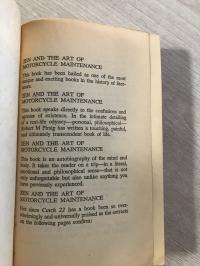 ZEN AND THE ART OF
MOTORCYCLE MAINTENANCE
This book has been hailed as one of the most
unique and exciting books in the history of
ZEN AND THE ART OF
MOTORCYCLE MAINTENANCE
This book speaks directly to the confusions and
agonies of existence. In the intimate detailing
of a real-life odyssey—personal, philosophical—
Robert M Pirsig has written a touching, painful,
and ultimately transcendent book of life.
ZEN AND THE ART OF
MOTORCYCLE MAINTENANCE
This book is an autobiography of the mind and
body. It takes the reader on a trip—in a literal,
emotional and philosophical sense—that is not
only unforgettable but also unlike anything you
have previously experienced.
ZEN AND THE ART OF
MOTORCYCLE MAINTENANCE
Not since Catch 22 has a book been so over-
whelmingly and universally praised as the extracts
on the following pages confirm: